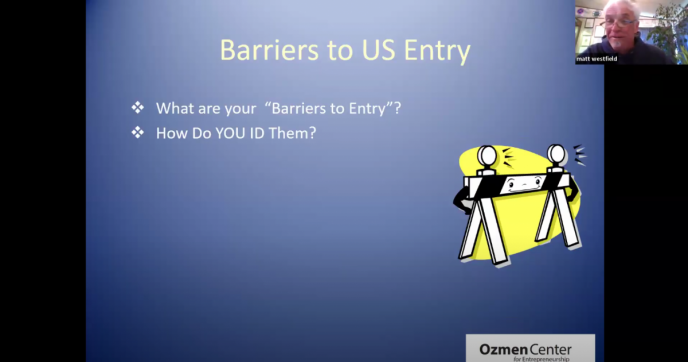 Barriers to US Entry
matt westfield
❖ What are your “Barriers to Entry”?
❖ How Do YOU ID Them?
Ozmen Center
for Entrepreneurship